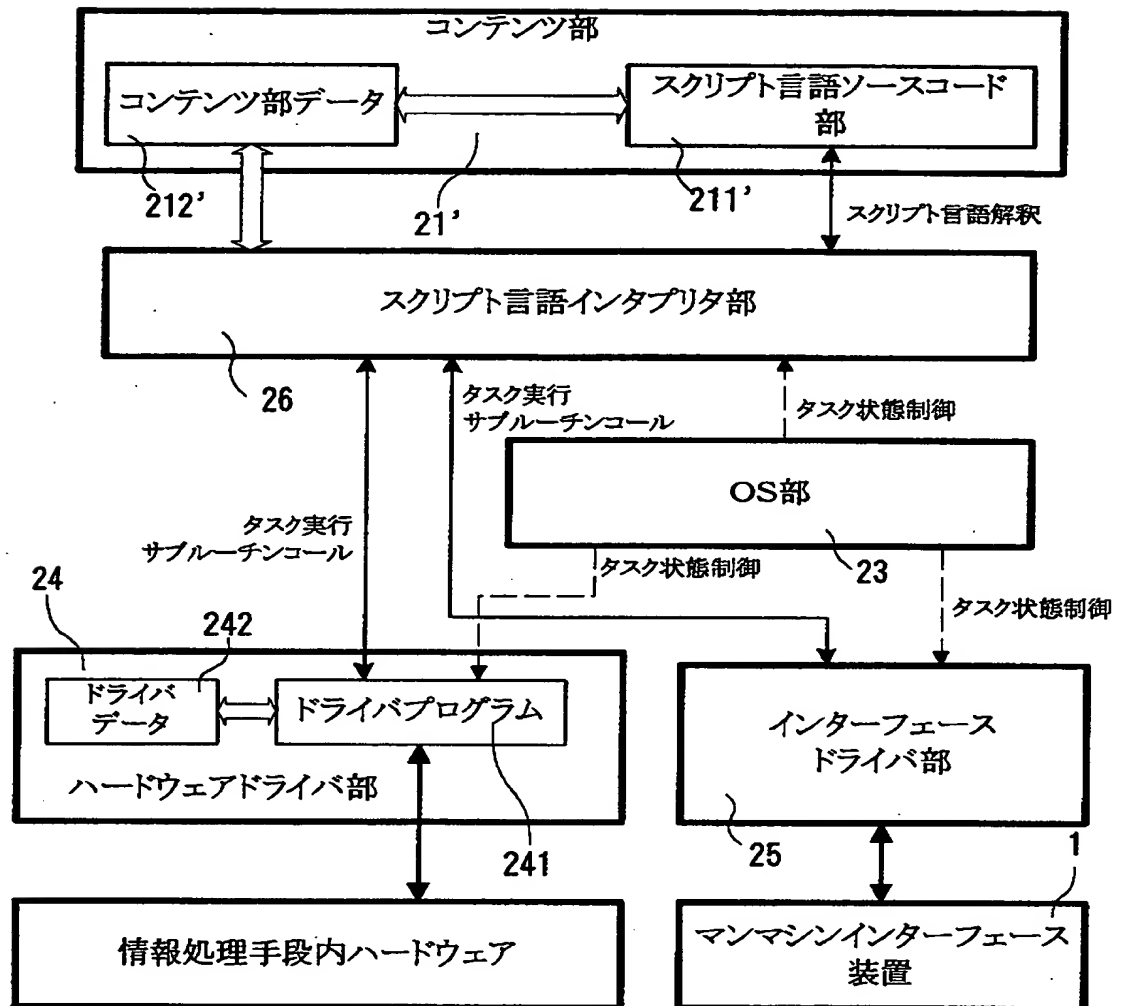 コンテンツ部
コンテンツ部データ
スクリプト言語ソースコード
部
212'
21'
211'
スクリプト言語解釈
スクリプト言語インタプリタ部
26
タスク実行
サブルーチンコール
タスク状態制御
OS部
23
タスク実行
サブルーチンコール
タスク状態制御
タスク状態制御
24
242
ドライバ
データ
ドライバプログラム
ハードウェアドライバ部
241
インターフェース
ドライバ部
25
1
情報処理手段内ハードウェア
マンマシンインターフェース
装置